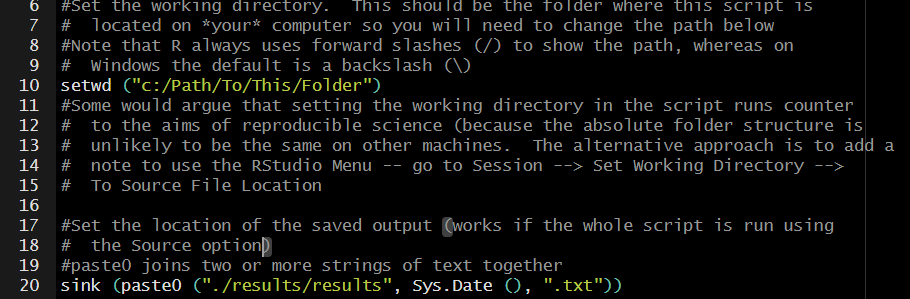 6 #Set the working directory.  This should be the folder where this script is
7 #  located on *your* computer so you will need to change the path below
8 #Note that R always uses forward slashes (/) to show the path, whereas on
9 #  Windows the default is a backslash (\)
10 setwd ("c:/Path/To/This/Folder")
11 #Some would argue that setting the working directory in the script runs counter
12 #  to the aims of reproducible science (because the absolute folder structure is
13 #  unlikely to be the same on other machines.  The alternative approach is to add a
14 #  note to use the RStudio Menu -- go to Session --> Set Working Directory -->
15 #  To Source File Location
16
17 #Set the location of the saved output (works if the whole script is run using
18 #  the Source option)
19 #paste0 joins two or more strings of text together
20 sink (paste0 ("./results/results", Sys.Date (), ".txt"))